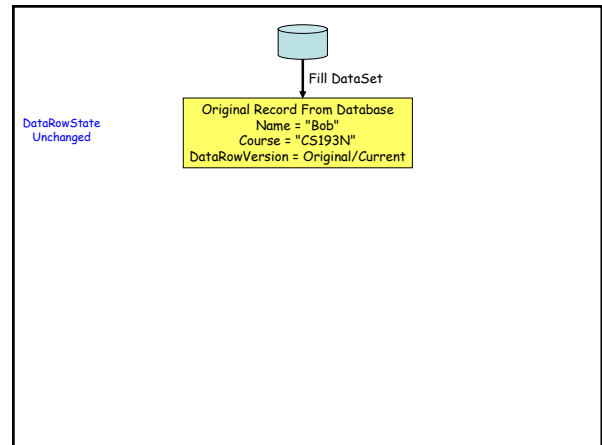 Fill DataSet
DataRowState
Unchanged
Original Record From Database
Name = "Bob"
Course = "CS193N"
DataRowVersion = Original/Current